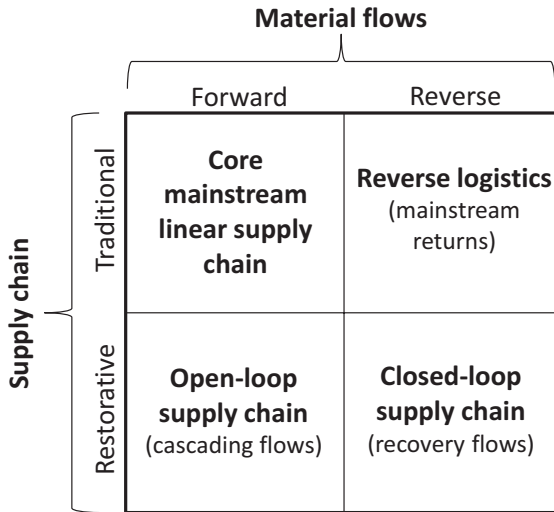 Material flows
Forward
Reverse
Supply chain
Traditional
Core
mainstream
linear supply
chain
Reverse logistics
(mainstream
returns)
Restorative
Open-loop
supply chain
(cascading flows)
Closed-loop
supply chain
(recovery flows)